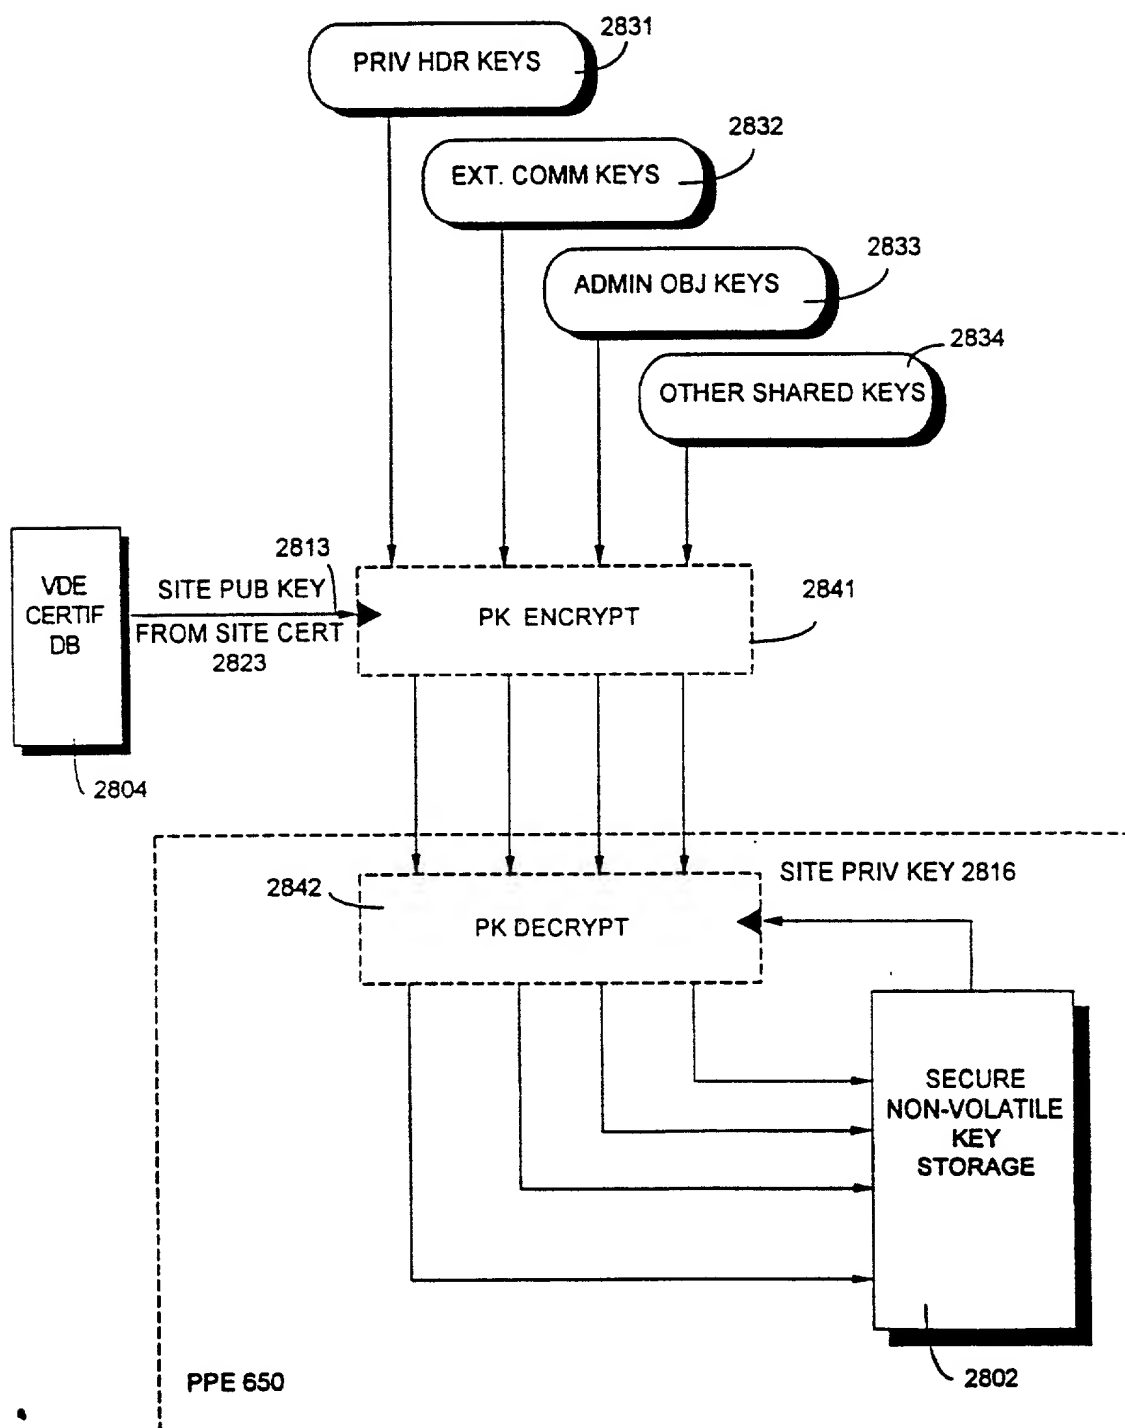 2831
PRIV HDR KEYS
2832
EXT. COMM KEYS
2833
ADMIN OBJ KEYS
2834
OTHER SHARED KEYS
2813
SITE PUB KEY
FROM SITE CERT
2823
VDE
CERTIF
DB
2804
PK ENCRYPT
2841
2842
PK DECRYPT
SITE PRIV KEY 2816
SECURE
NON-VOLATILE
KEY
STORAGE
2802
PPE 650